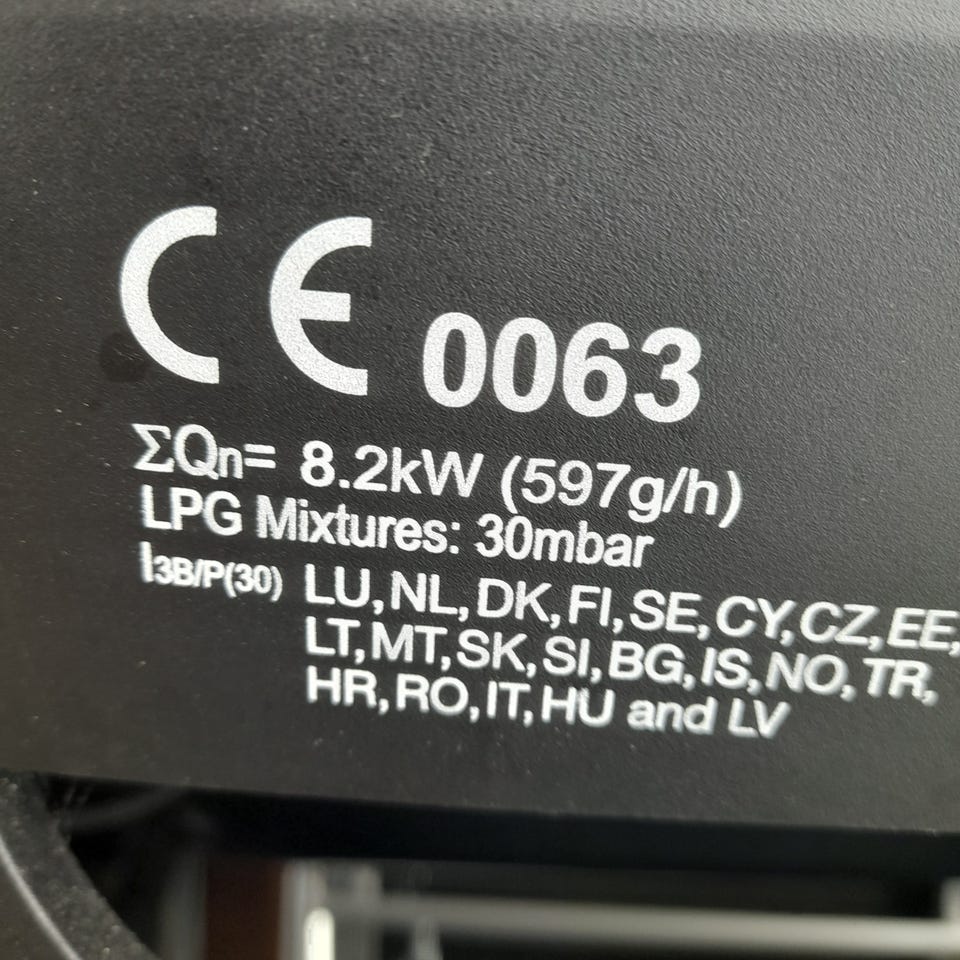 CE 0063
ΣQn= 8.2kW (597g/h)
LPG Mixtures: 30mbar
I3B/P(30) LU,NL,DK,FI,SE,CY,CZ,EE,
LT,MT,SK,SI,BG,IS,NO,TR,
HR,RO,IT,HU and LV